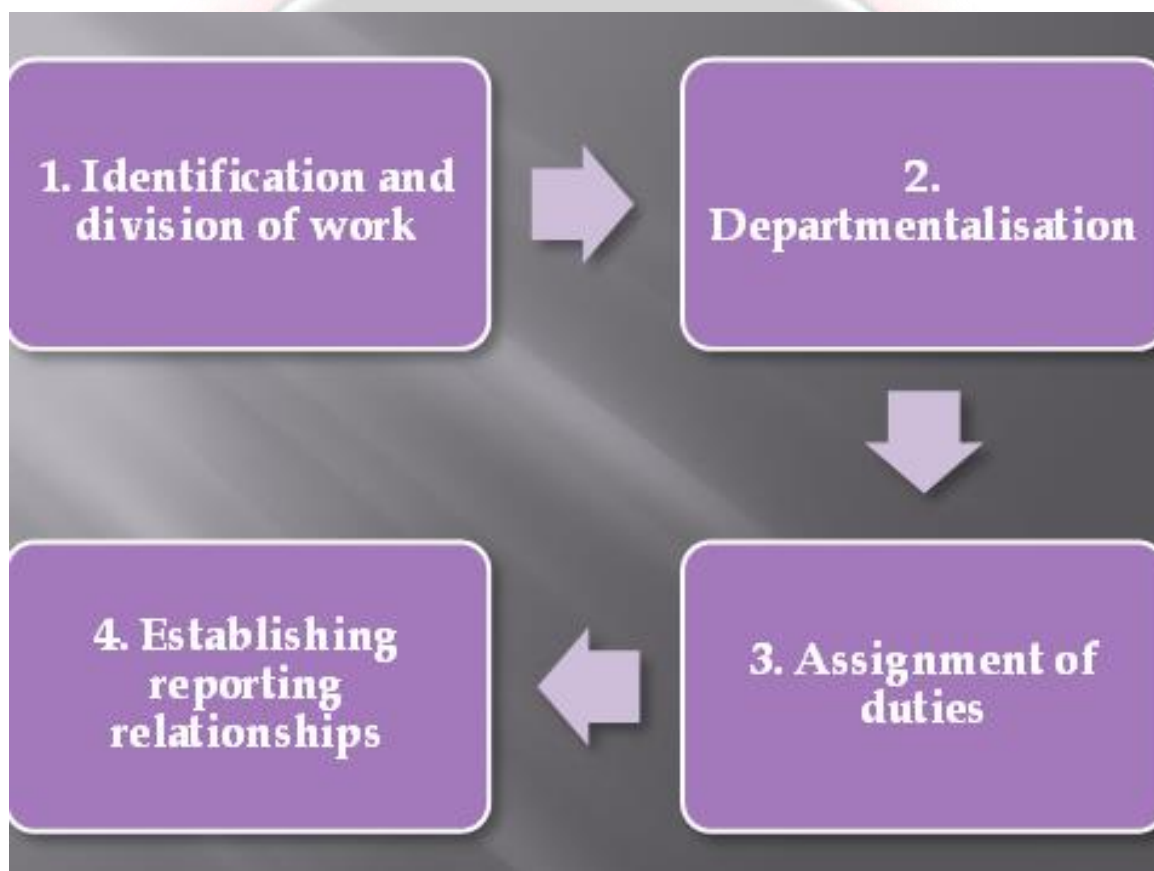 1. Identification and
division of work
2.
Departmentalisation
3. Assignment of
duties
4. Establishing
reporting
relationships